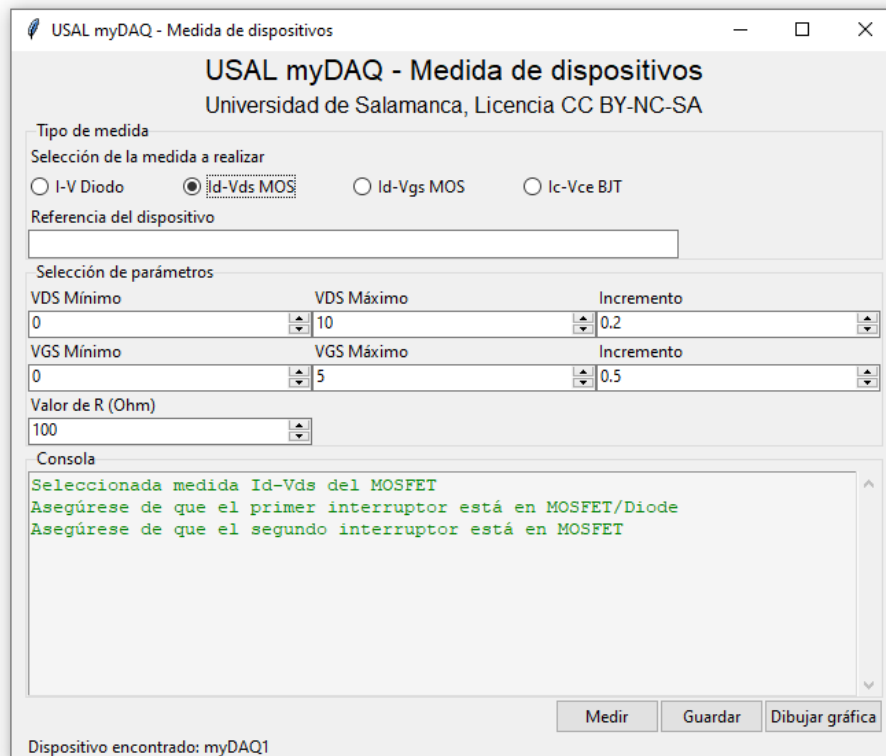 USAL myDAQ - Medida de dispositivos
USAL myDAQ - Medida de dispositivos
Universidad de Salamanca, Licencia CC BY-NC-SA
Tipo de medida
Selección de la medida a realizar
I-V Diodo Id-Vds MOS Id-Vgs MOS Ic-Vce BJT
Referencia del dispositivo
Selección de parámetros
VDS Mínimo VDS Máximo Incremento
0 10 0.2
VGS Mínimo VGS Máximo Incremento
0 5 0.5
Valor de R (Ohm)
100
Consola
Seleccionada medida Id-Vds del MOSFET
Asegúrese de que el primer interruptor está en MOSFET/Diode
Asegúrese de que el segundo interruptor está en MOSFET
Medir Guardar Dibujar gráfica
Dispositivo encontrado: myDAQ1